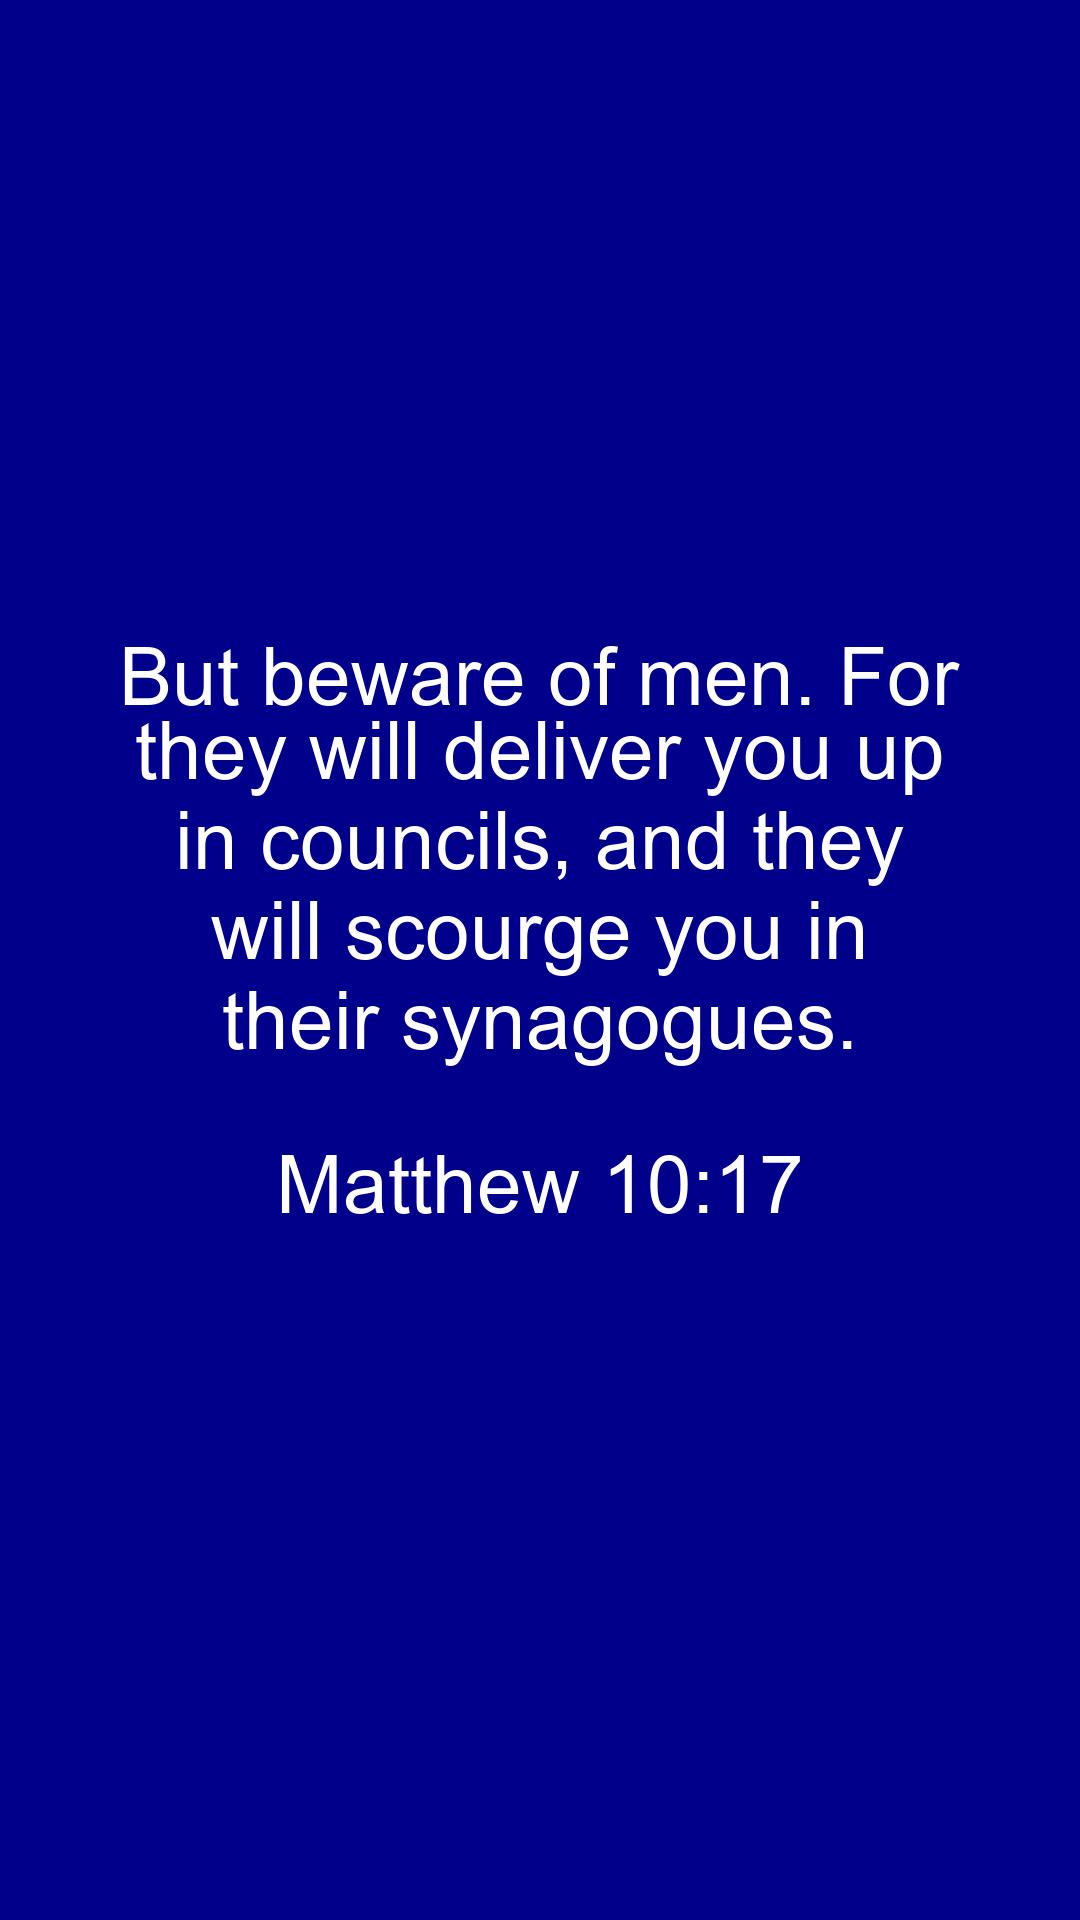 But beware of men. For
they will deliver you up
in councils, and they
will scourge you in
their synagogues.
Matthew 10:17